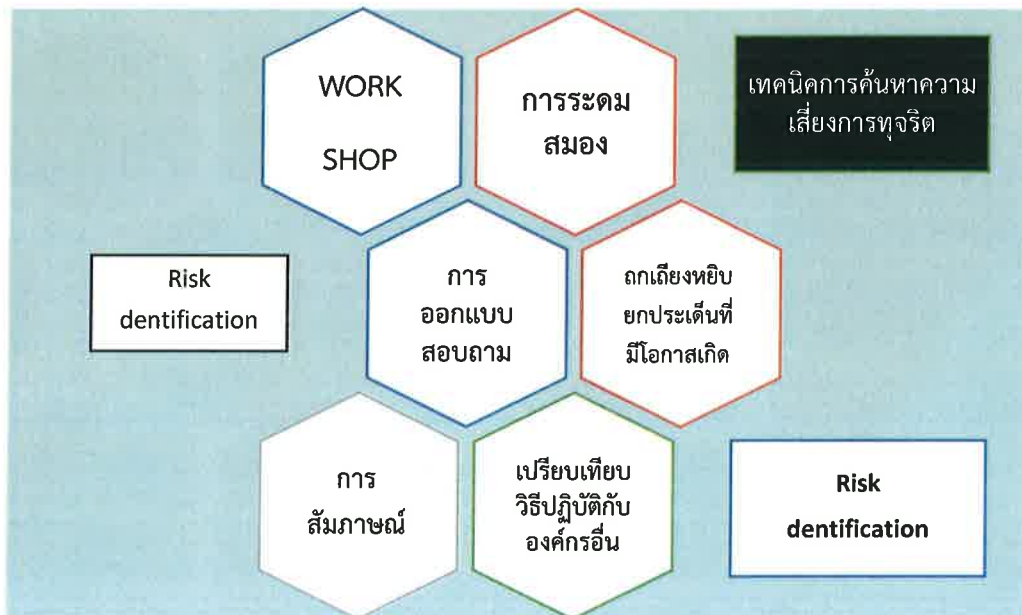 WORK
SHOP
การระดม
สมอง
เทคนิคการค้นหาความ
เสี่ยงการทุจริต
Risk
dentification
การ
ออกแบบ
สอบถาม
ถกเถียงหยิบ
ยกประเด็นที่
มีโอกาสเกิด
การ
สัมภาษณ์
เปรียบเทียบ
วิธีปฏิบัติกับ
องค์กรอื่น
Risk
dentification